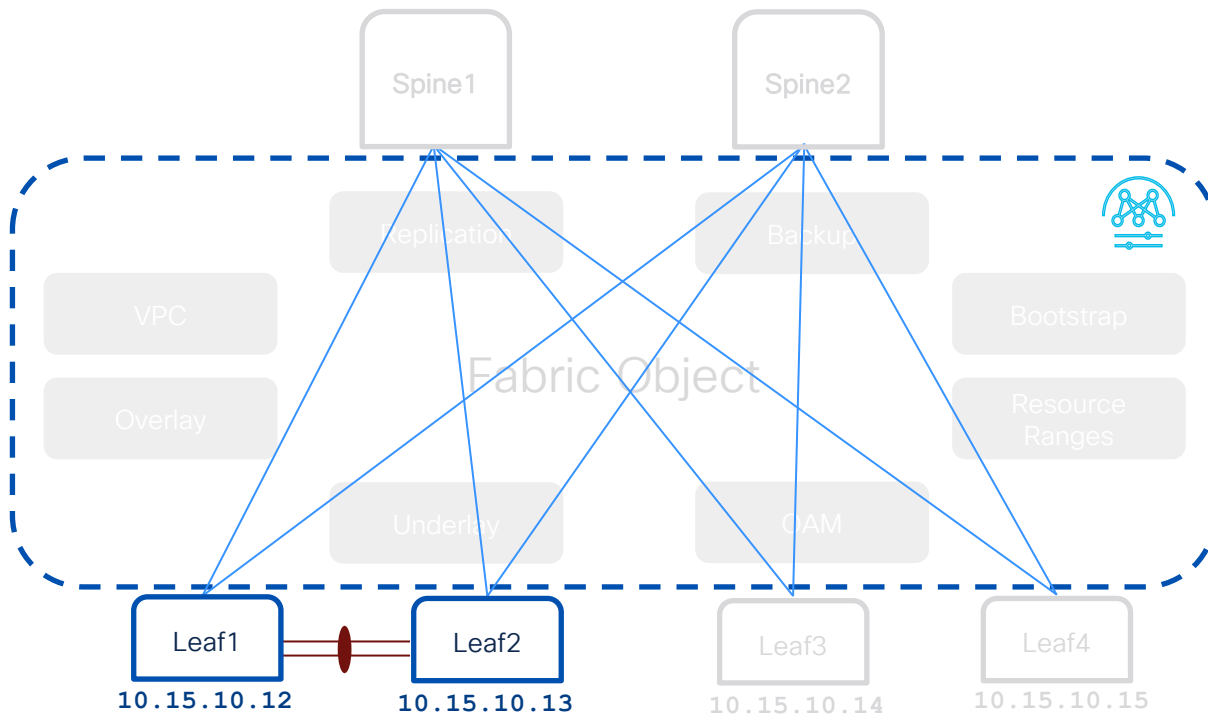 Spine1
Spine2
Replication
Backup
VPC
Bootstrap
Fabric Object
Overlay
Resource
Ranges
Underlay
OAM
Leaf1
Leaf2
Leaf3
Leaf4
10.15.10.12
10.15.10.13
10.15.10.14
10.15.10.15